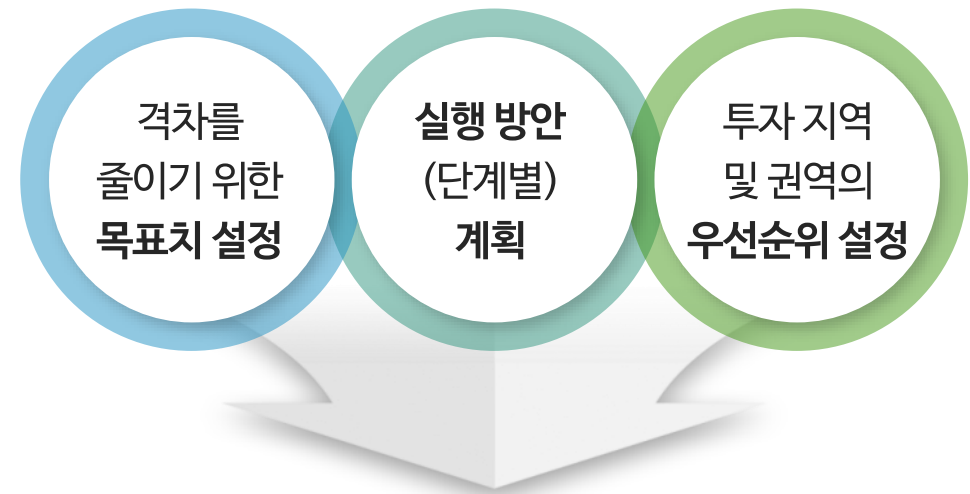 격차를
줄이기 위한
목표치 설정
실행 방안
(단계별)
계획
투자 지역
및 권역의
우선순위 설정